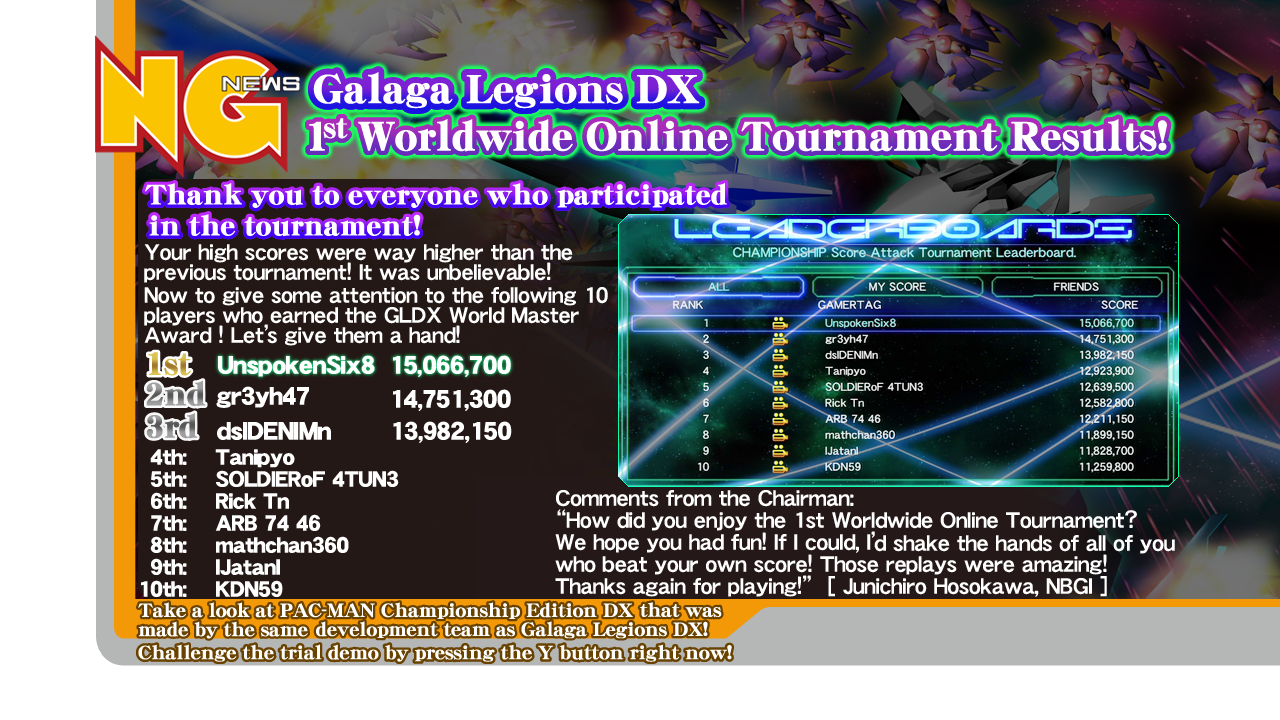 NG NEWS
Galaga Legions DX
1st Worldwide Online Tournament Results!
Thank you to everyone who participated
in the tournament!
Your high scores were way higher than the
previous tournament! It was unbelievable!
Now to give some attention to the following 10
players who earned the GLDX World Master
Award ! Let's give them a hand!
1st UnspokenSix8 15,066,700
2nd gr3yh47 14,751,300
3rd dsIDENIMn 13,982,150
4th: Tanipyo
5th: SOLDIERoF 4TUN3
6th: Rick Tn
7th: ARB 74 46
8th: mathchan360
9th: IJatanI
10th: KDN59
LEADERBOARDS
CHAMPIONSHIP Score Attack Tournament Leaderboard.
ALL MY SCORE FRIENDS
RANK GAMERTAG SCORE
1 UnspokenSix8 15,066,700
2 gr3yh47 14,751,300
3 dsIDENIMn 13,982,150
4 Tanipyo 12,923,900
5 SOLDIERoF 4TUN3 12,639,500
6 Rick Tn 12,582,800
7 ARB 74 46 12,211,150
8 mathchan360 11,899,150
9 IJatanI 11,828,700
10 KDN59 11,259,800
Comments from the Chairman:
“How did you enjoy the 1st Worldwide Online Tournament?
We hope you had fun! If I could, I'd shake the hands of all of you
who beat your own score! Those replays were amazing!
Thanks again for playing!” [ Junichiro Hosokawa, NBGI ]
Take a look at PAC-MAN Championship Edition DX that was
made by the same development team as Galaga Legions DX!
Challenge the trial demo by pressing the Y button right now!